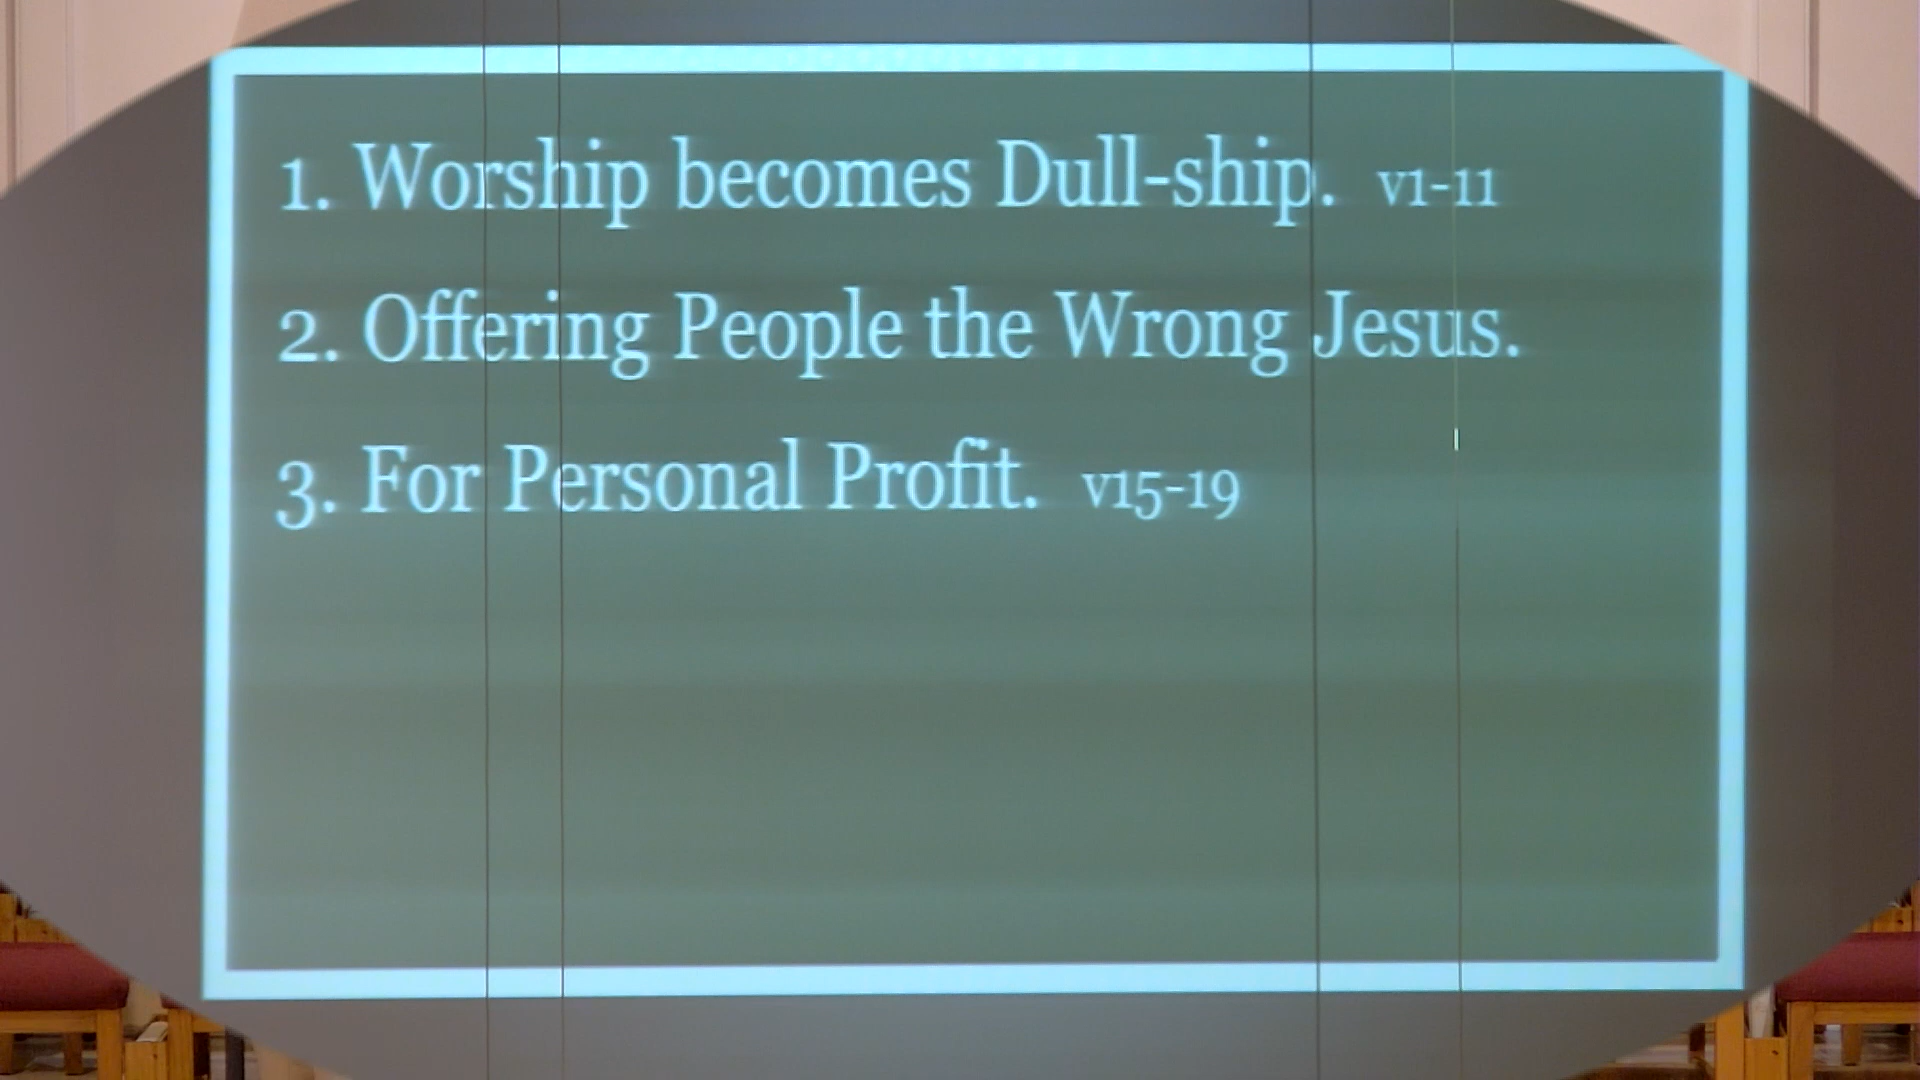 1. Worship becomes Dull-ship. v1-11
2. Offering People the Wrong Jesus.
3. For Personal Profit. v15-19